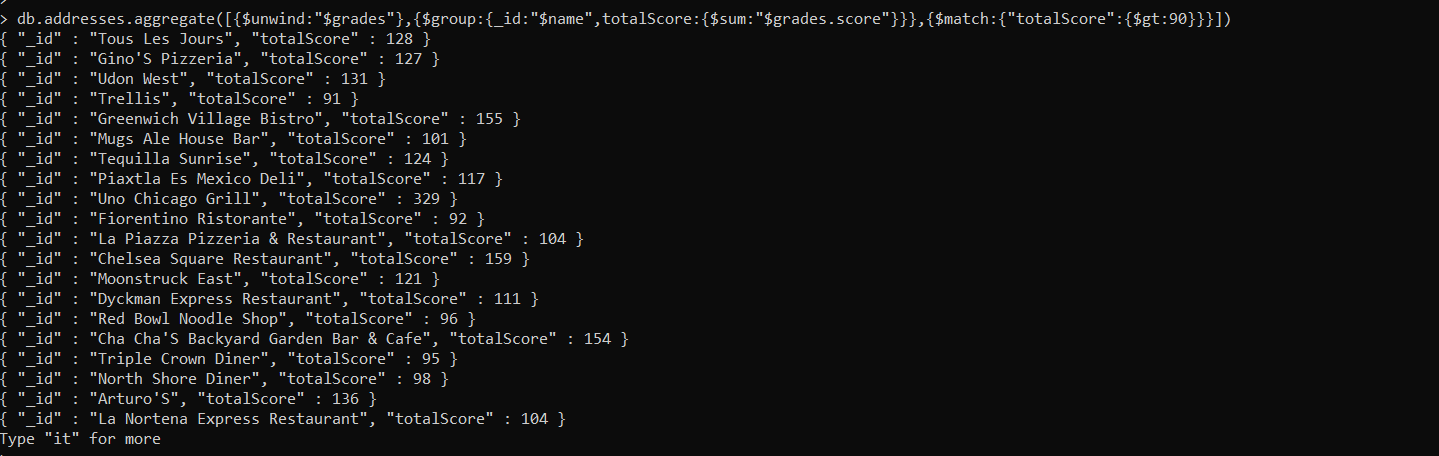 >
> db.addresses.aggregate([{$unwind:"$grades"},{$group:{_id:"$name",totalScore:{$sum:"$grades.score"}}},{$match:{"totalScore":{$gt:90}}}])
{ "_id" : "Tous Les Jours", "totalScore" : 128 }
{ "_id" : "Gino'S Pizzeria", "totalScore" : 127 }
{ "_id" : "Udon West", "totalScore" : 131 }
{ "_id" : "Trellis", "totalScore" : 91 }
{ "_id" : "Greenwich Village Bistro", "totalScore" : 155 }
{ "_id" : "Mugs Ale House Bar", "totalScore" : 101 }
{ "_id" : "Tequilla Sunrise", "totalScore" : 124 }
{ "_id" : "Piaxtla Es Mexico Deli", "totalScore" : 117 }
{ "_id" : "Uno Chicago Grill", "totalScore" : 329 }
{ "_id" : "Fiorentino Ristorante", "totalScore" : 92 }
{ "_id" : "La Piazza Pizzeria & Restaurant", "totalScore" : 104 }
{ "_id" : "Chelsea Square Restaurant", "totalScore" : 159 }
{ "_id" : "Moonstruck East", "totalScore" : 121 }
{ "_id" : "Dyckman Express Restaurant", "totalScore" : 111 }
{ "_id" : "Red Bowl Noodle Shop", "totalScore" : 96 }
{ "_id" : "Cha Cha'S Backyard Garden Bar & Cafe", "totalScore" : 154 }
{ "_id" : "Triple Crown Diner", "totalScore" : 95 }
{ "_id" : "North Shore Diner", "totalScore" : 98 }
{ "_id" : "Arturo'S", "totalScore" : 136 }
{ "_id" : "La Nortena Express Restaurant", "totalScore" : 104 }
Type "it" for more